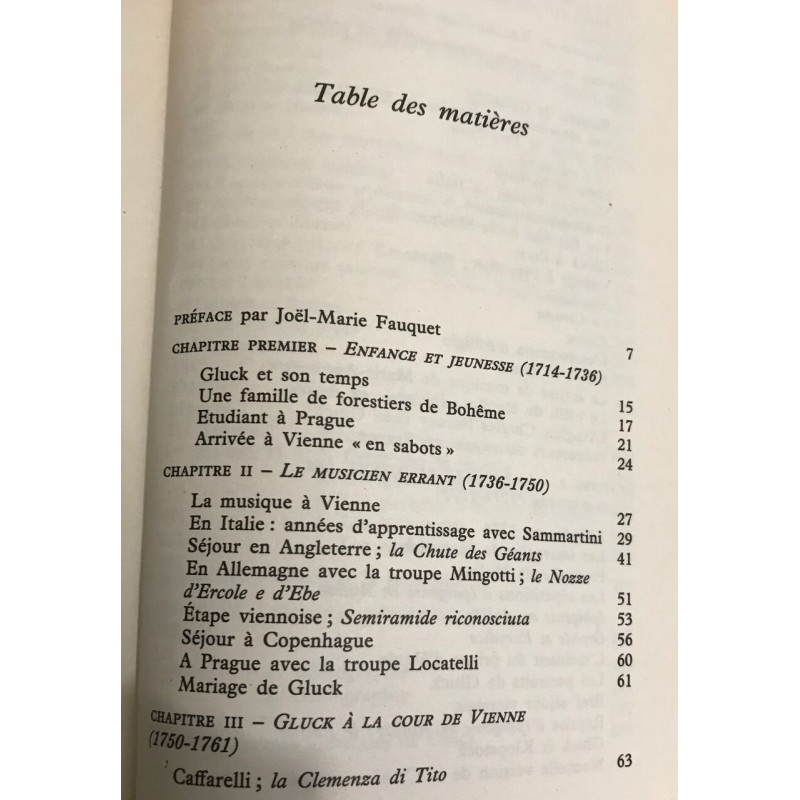 Table des matières
PRÉFACE par Joël-Marie Fauquet 7
CHAPITRE PREMIER – ENFANCE ET JEUNESSE (1714-1736)
Gluck et son temps 15
Une famille de forestiers de Bohême 17
Etudiant à Prague 21
Arrivée à Vienne « en sabots » 24
CHAPITRE II – LE MUSICIEN ERRANT (1736-1750)
La musique à Vienne 27
En Italie : années d'apprentissage avec Sammartini 29
Séjour en Angleterre ; la Chute des Géants 41
En Allemagne avec la troupe Mingotti ; le Nozze
d'Ercole e d'Ebe 51
Étape viennoise ; Semiramide riconosciuta 53
Séjour à Copenhague 56
A Prague avec la troupe Locatelli 60
Mariage de Gluck 61
CHAPITRE III – GLUCK À LA COUR DE VIENNE
(1750-1761)
Caffarelli ; la Clemenza di Tito 63